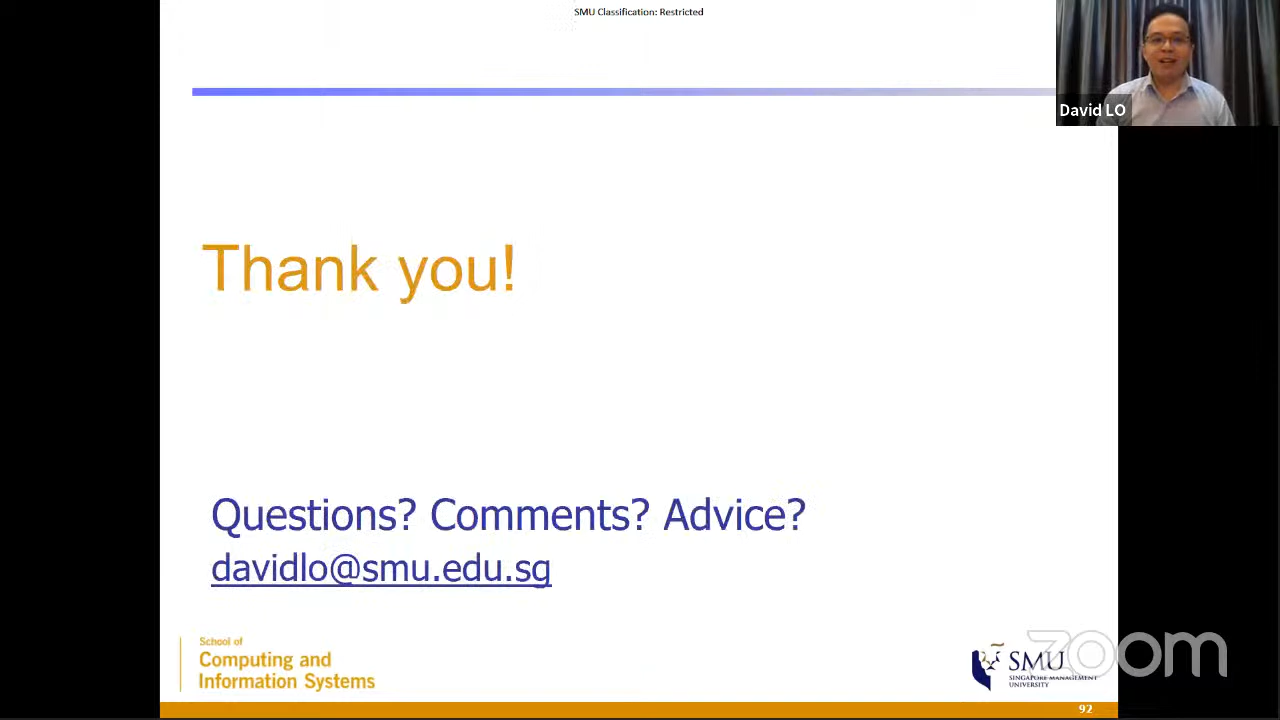 SMU Classification: Restricted
David LO
Thank you!
Questions? Comments? Advice?
davidlo@smu.edu.sg
School of
Computing and
Information Systems
SMU
SINGAPORE MANAGEMENT
UNIVERSITY
zoom
92